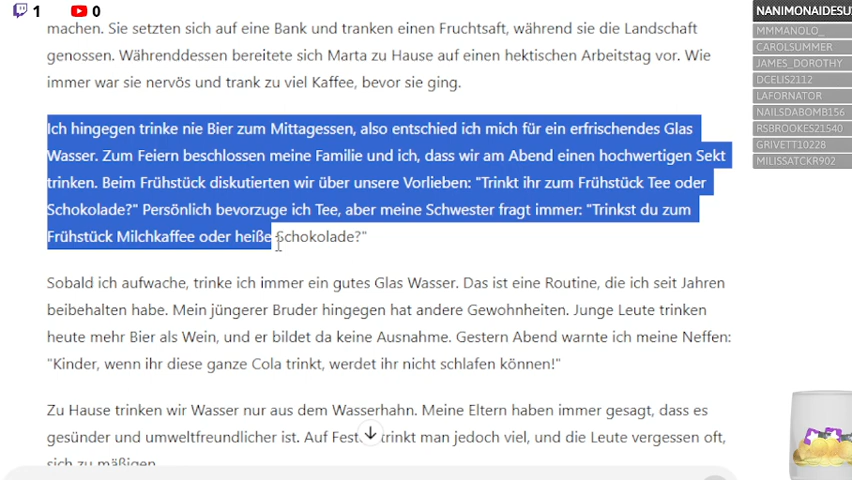 1
0
NANIMONAIDESU
MMMANOLO_
CAROLSUMMER
JAMES_DOROTHY
DCELIS2112
LAFORNATOR
NAILSDABOMB156
RSBROOKES21540
GRIVETT10228
MILISSATCKR902
machen. Sie setzten sich auf eine Bank und tranken einen Fruchtsaft, während sie die Landschaft
genossen. Währenddessen bereitete sich Marta zu Hause auf einen hektischen Arbeitstag vor. Wie
immer war sie nervös und trank zu viel Kaffee, bevor sie ging.
Ich hingegen trinke nie Bier zum Mittagessen, also entschied ich mich für ein erfrischendes Glas
Wasser. Zum Feiern beschlossen meine Familie und ich, dass wir am Abend einen hochwertigen Sekt
trinken. Beim Frühstück diskutierten wir über unsere Vorlieben: "Trinkt ihr zum Frühstück Tee oder
Schokolade?" Persönlich bevorzuge ich Tee, aber meine Schwester fragt immer: "Trinkst du zum
Frühstück Milchkaffee oder heiße Schokolade?"
Sobald ich aufwache, trinke ich immer ein gutes Glas Wasser. Das ist eine Routine, die ich seit Jahren
beibehalten habe. Mein jüngerer Bruder hingegen hat andere Gewohnheiten. Junge Leute trinken
heute mehr Bier als Wein, und er bildet da keine Ausnahme. Gestern Abend warnte ich meine Neffen:
"Kinder, wenn ihr diese ganze Cola trinkt, werdet ihr nicht schlafen können!"
Zu Hause trinken wir Wasser nur aus dem Wasserhahn. Meine Eltern haben immer gesagt, dass es
gesünder und umweltfreundlicher ist. Auf Feste trinkt man jedoch viel, und die Leute vergessen oft,
sich zu mäßigen.